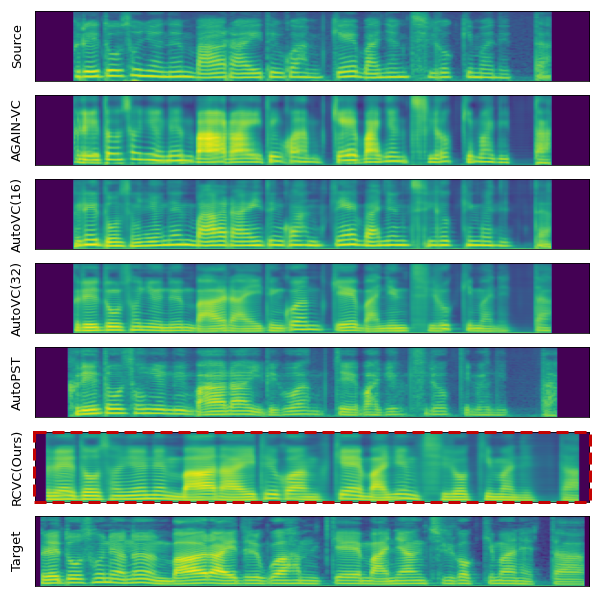 Source
AGAIN-VC
AutoVC(16)
AutoVC(32)
AutoPST
RCVC(Ours)
Target